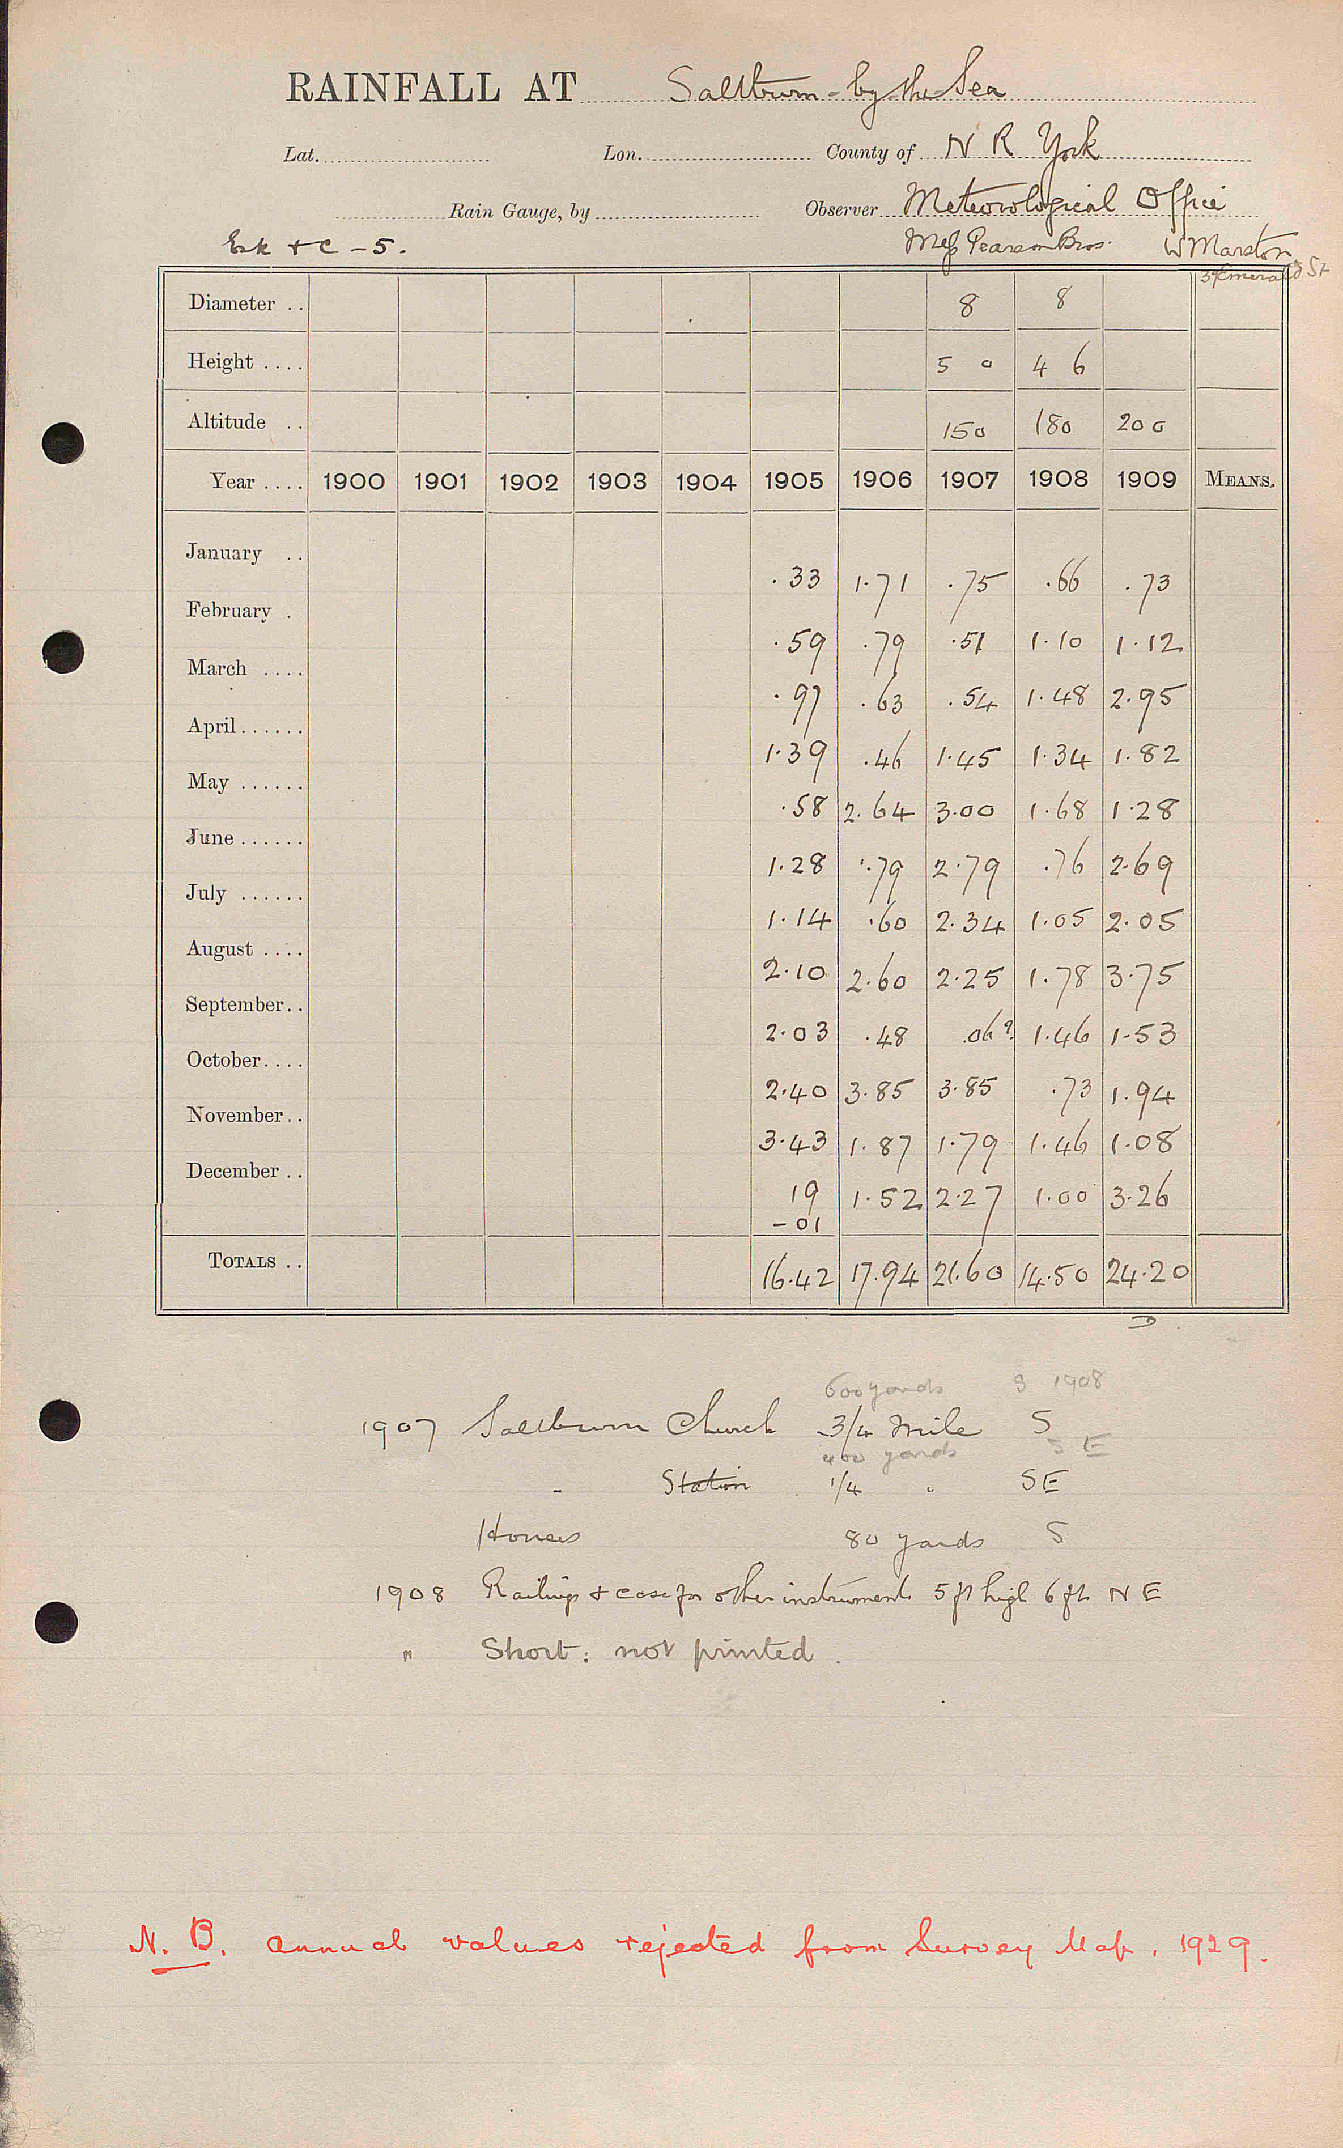 RAINFALL AT Saltburn-by-the-Sea
Lat. Lon. County of N R York
Rain Gauge, by Observer Meteorological Office
Esk & C - 5. Mess Pearson Bros. W Marston
3 Emerald St
Diameter .. 8 8
Height .... 5 0 4 6
Altitude .. 150 180 200
Year .... 1900 1901 1902 1903 1904 1905 1906 1907 1908 1909 MEANS.
January .. .33 1.71 .75 .66 .73
February . .59 .79 .51 1.10 1.12
March .... .97 .63 .54 1.48 2.95
April...... 1.39 .46 1.45 1.34 1.82
May ...... .58 2.64 3.00 1.68 1.28
June ...... 1.28 .79 2.79 .76 2.69
July ...... 1.14 .60 2.34 1.05 2.05
August .... 2.10 2.60 2.25 1.78 3.75
September.. 2.03 .48 .06? 1.46 1.53
October.... 2.40 3.85 3.85 .73 1.94
November.. 3.43 1.87 1.79 1.46 1.08
December .. 19 1.52 2.27 1.00 3.26
-01
TOTALS .. 16.42 17.94 21.60 14.50 24.20
600 yards S 1908
1907 Saltburn Church 3/4 mile S
400 yards S E
" Station 1/4 " SE
Houses 80 yards S
1908 Railings & case for other instruments 5 ft high 6 ft NE
" Short: not printed.
N. B. annual values rejected from Survey Map. 1929.